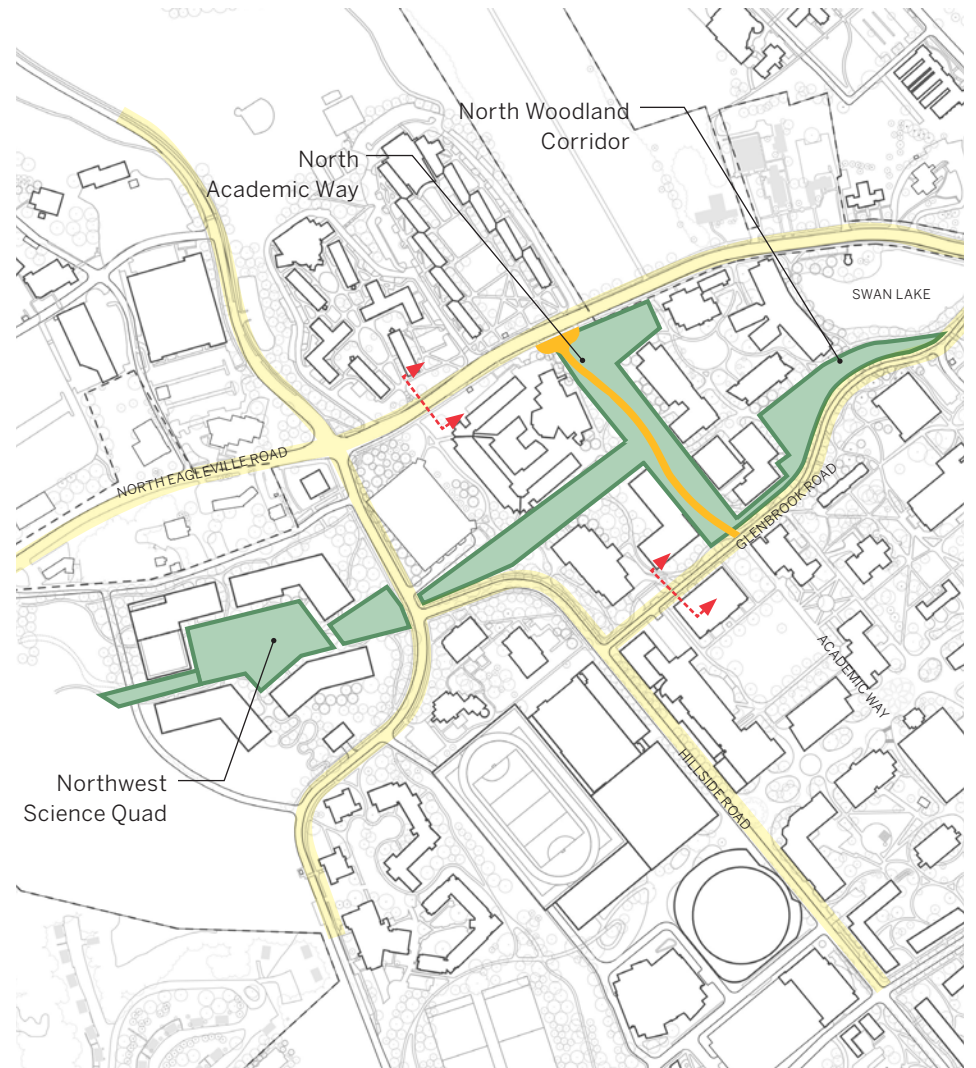 North Woodland
Corridor
North
Academic Way
SWAN LAKE
NORTH EAGLEVILLE ROAD
GLENBROOK ROAD
ACADEMIC WAY
HILLSIDE ROAD
Northwest
Science Quad